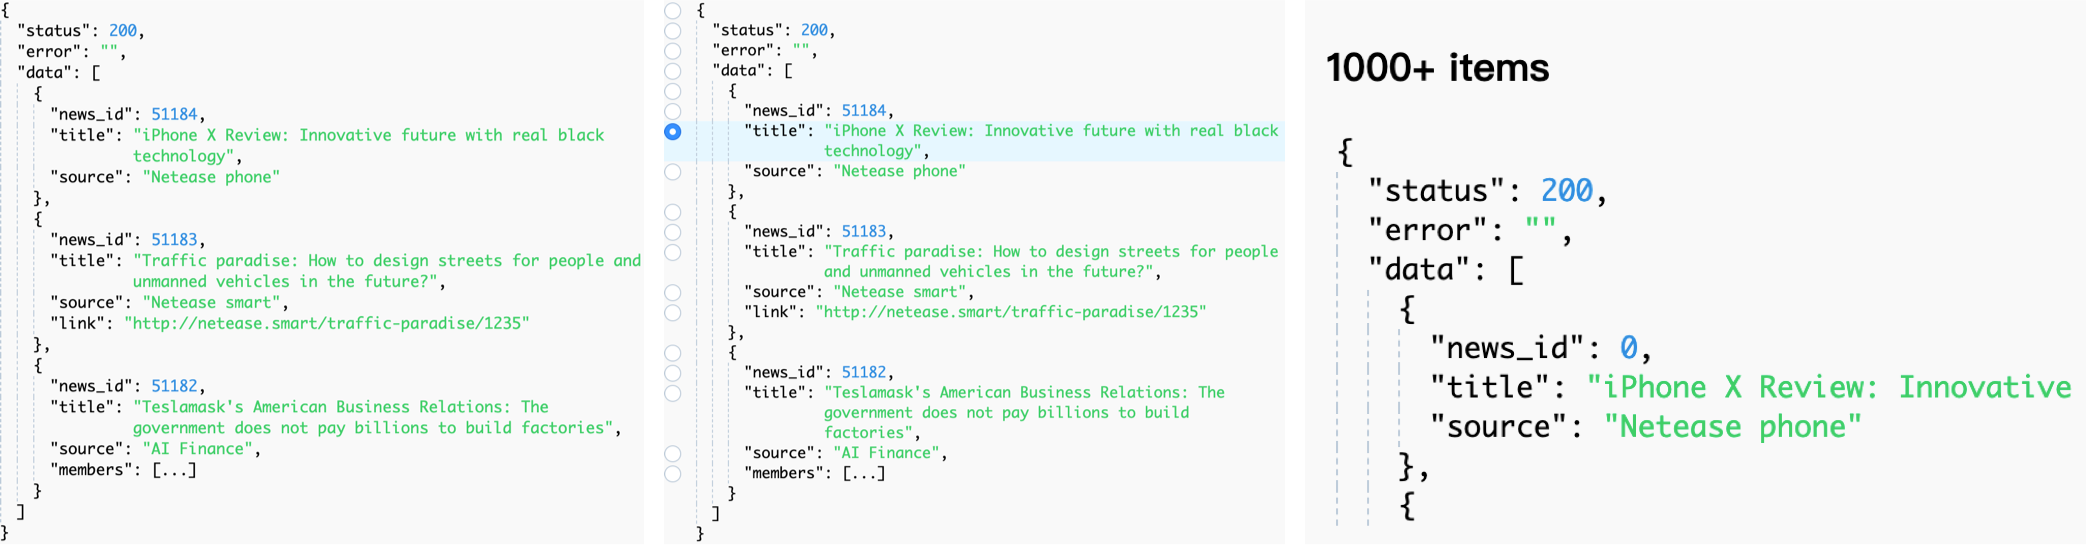 {
"status": 200,
"error": "",
"data": [
{
"news_id": 51184,
"title": "iPhone X Review: Innovative future with real black
technology",
"source": "Netease phone"
},
{
"news_id": 51183,
"title": "Traffic paradise: How to design streets for people and
unmanned vehicles in the future?",
"source": "Netease smart",
"link": "http://netease.smart/traffic-paradise/1235"
},
{
"news_id": 51182,
"title": "Teslamask's American Business Relations: The
government does not pay billions to build factories",
"source": "AI Finance",
"members": [...]
}
]
}
{
"status": 200,
"error": "",
"data": [
{
"news_id": 51184,
"title": "iPhone X Review: Innovative future with real black
technology",
"source": "Netease phone"
},
{
"news_id": 51183,
"title": "Traffic paradise: How to design streets for people
and unmanned vehicles in the future?",
"source": "Netease smart",
"link": "http://netease.smart/traffic-paradise/1235"
},
{
"news_id": 51182,
"title": "Teslamask's American Business Relations: The
government does not pay billions to build
factories",
"source": "AI Finance",
"members": [...]
}
]
}
1000+ items
{
"status": 200,
"error": "",
"data": [
{
"news_id": 0,
"title": "iPhone X Review: Innovative
"source": "Netease phone"
},
{